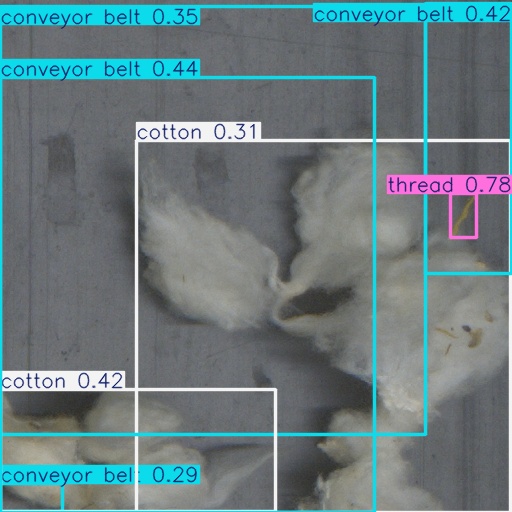 conveyor belt 0.35
conveyor belt 0.42
conveyor belt 0.44
cotton 0.31
thread 0.78
cotton 0.42
conveyor belt 0.29